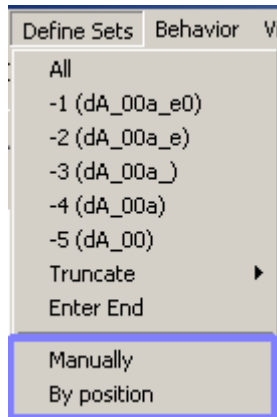 Define Sets Behavior V
All
-1 (dA_00a_e0)
-2 (dA_00a_e)
-3 (dA_00a_)
-4 (dA_00a)
-5 (dA_00)
Truncate
Enter End
Manually
By position